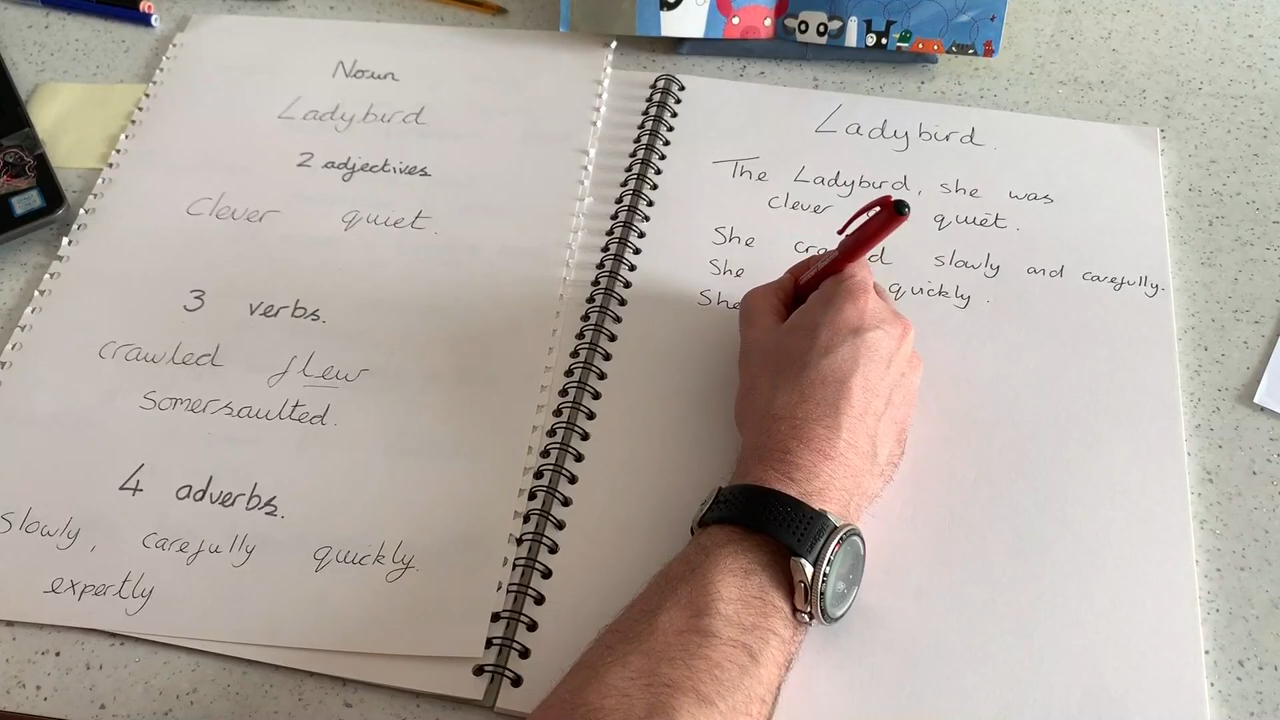 Noun
Ladybird
2 adjectives
clever quiet.
3 verbs.
crawled flew
somersaulted.
4 adverbs.
slowly, carefully quickly.
expertly
Ladybird.
The Ladybird, she was
clever quiet.
She slowly and carefully.
She quickly.
She